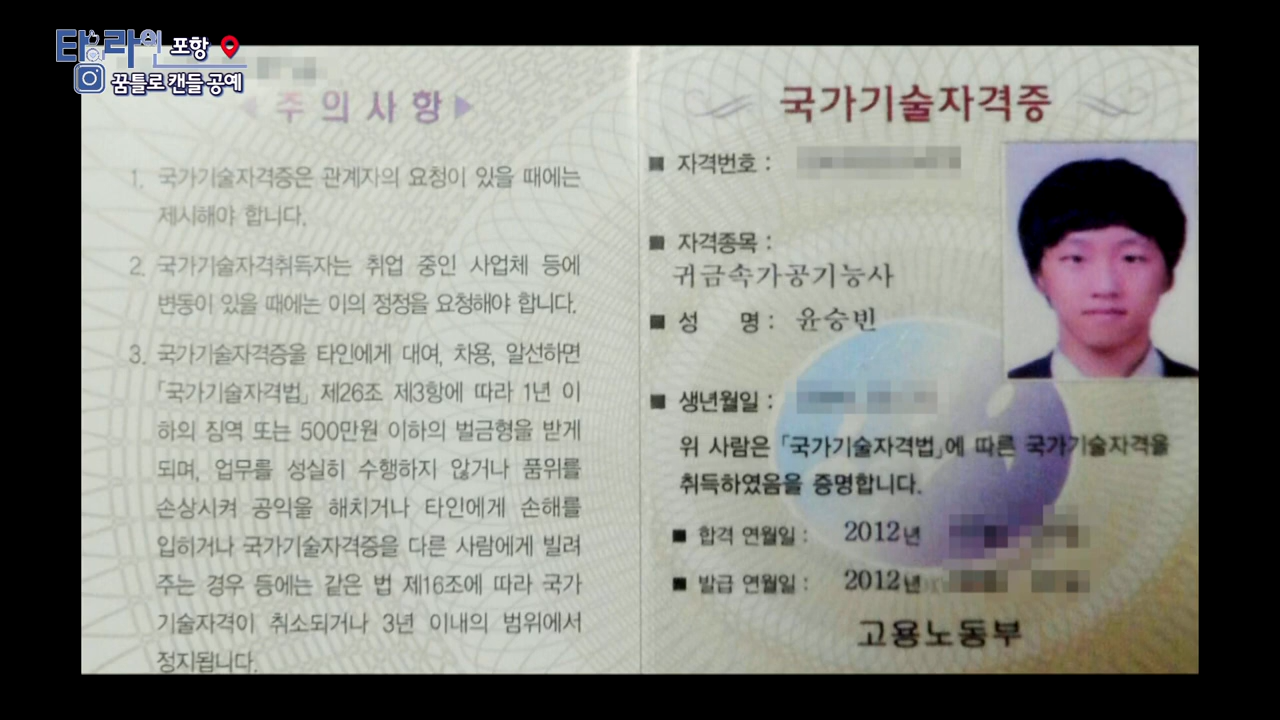 타라의 포항
꿈틀로 캔들 공예
주의사항
1. 국가기술자격증은 관계자의 요청이 있을 때에는
제시해야 합니다.
2. 국가기술자격취득자는 취업 중인 사업체 등에
변동이 있을 때에는 이의 정정을 요청해야 합니다.
3. 국가기술자격증을 타인에게 대여, 차용, 알선하면
「국가기술자격법」 제26조 제3항에 따라 1년 이
하의 징역 또는 500만원 이하의 벌금형을 받게
되며, 업무를 성실히 수행하지 않거나 품위를
손상시켜 공익을 해치거나 타인에게 손해를
입히거나 국가기술자격증을 다른 사람에게 빌려
주는 경우 등에는 같은 법 제16조에 따라 국가
기술자격이 취소되거나 3년 이내의 범위에서
정지됩니다.
국가기술자격증
■ 자격번호 :
■ 자격종목 :
귀금속가공기능사
■ 성 명 : 윤승빈
■ 생년월일 :
위 사람은 「국가기술자격법」에 따른 국가기술자격을
취득하였음을 증명합니다.
■ 합격 연월일 : 2012년
■ 발급 연월일 : 2012년
고용노동부